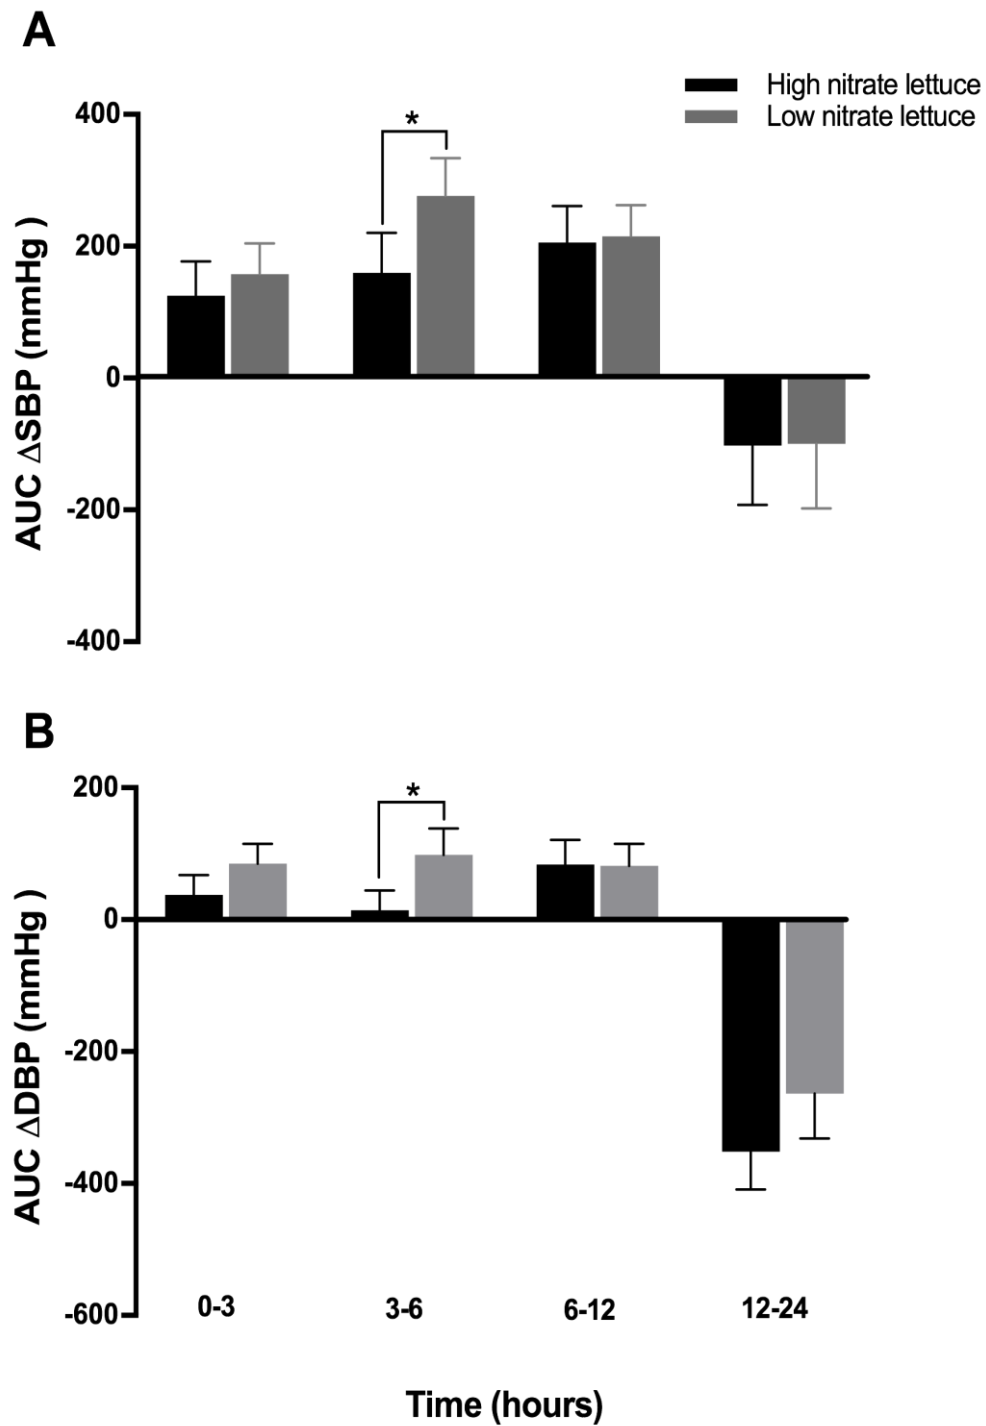 A
High nitrate lettuce
Low nitrate lettuce
400
200
0
-200
-400
AUC ΔSBP (mmHg )
*
B
200
0
-200
-400
-600
AUC ΔDBP (mmHg )
*
0-3 3-6 6-12 12-24
Time (hours)